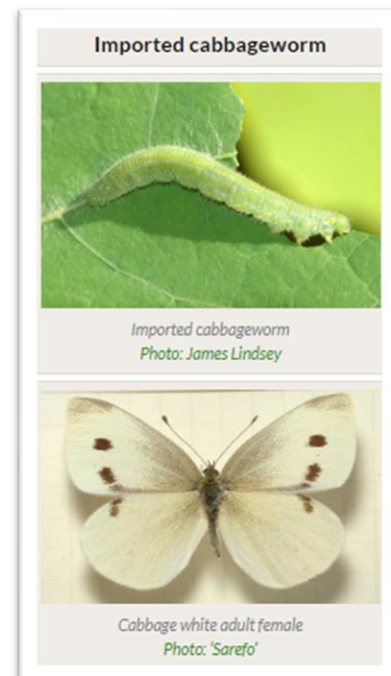 Imported cabbageworm
Imported cabbageworm
Photo: James Lindsey
Cabbage white adult female
Photo: 'Sarefo'